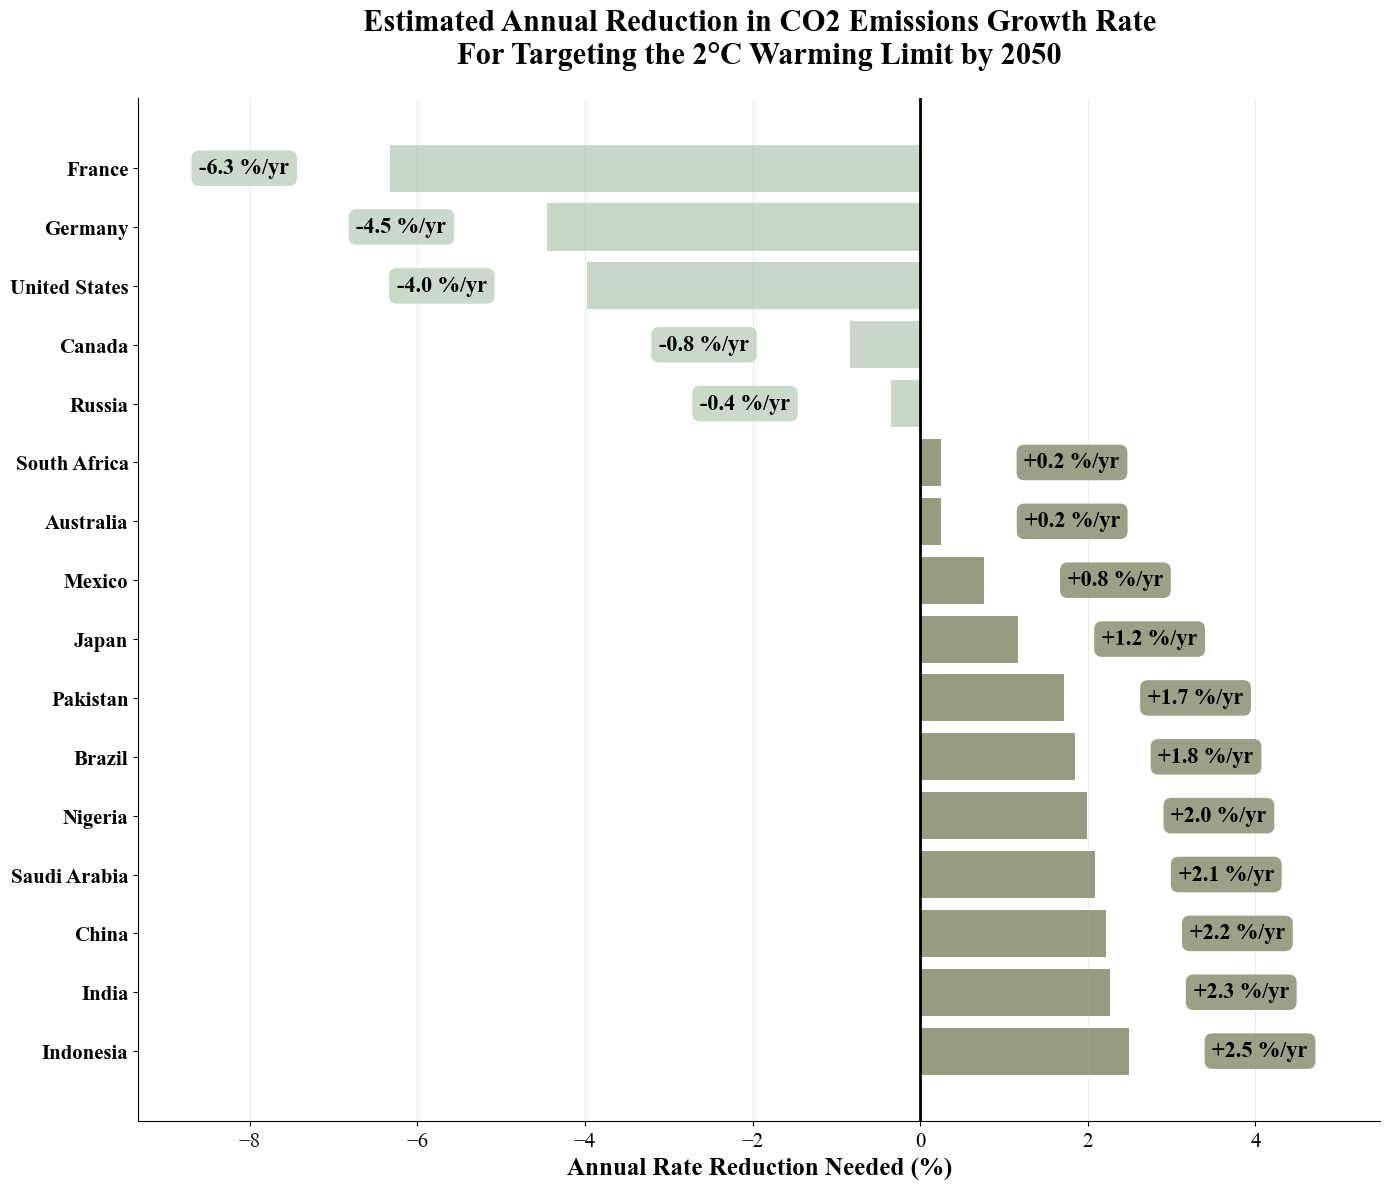 Estimated Annual Reduction in CO2 Emissions Growth Rate
For Targeting the 2°C Warming Limit by 2050
France -6.3 %/yr
Germany -4.5 %/yr
United States -4.0 %/yr
Canada -0.8 %/yr
Russia -0.4 %/yr
South Africa +0.2 %/yr
Australia +0.2 %/yr
Mexico +0.8 %/yr
Japan +1.2 %/yr
Pakistan +1.7 %/yr
Brazil +1.8 %/yr
Nigeria +2.0 %/yr
Saudi Arabia +2.1 %/yr
China +2.2 %/yr
India +2.3 %/yr
Indonesia +2.5 %/yr
−8 −6 −4 −2 0 2 4
Annual Rate Reduction Needed (%)